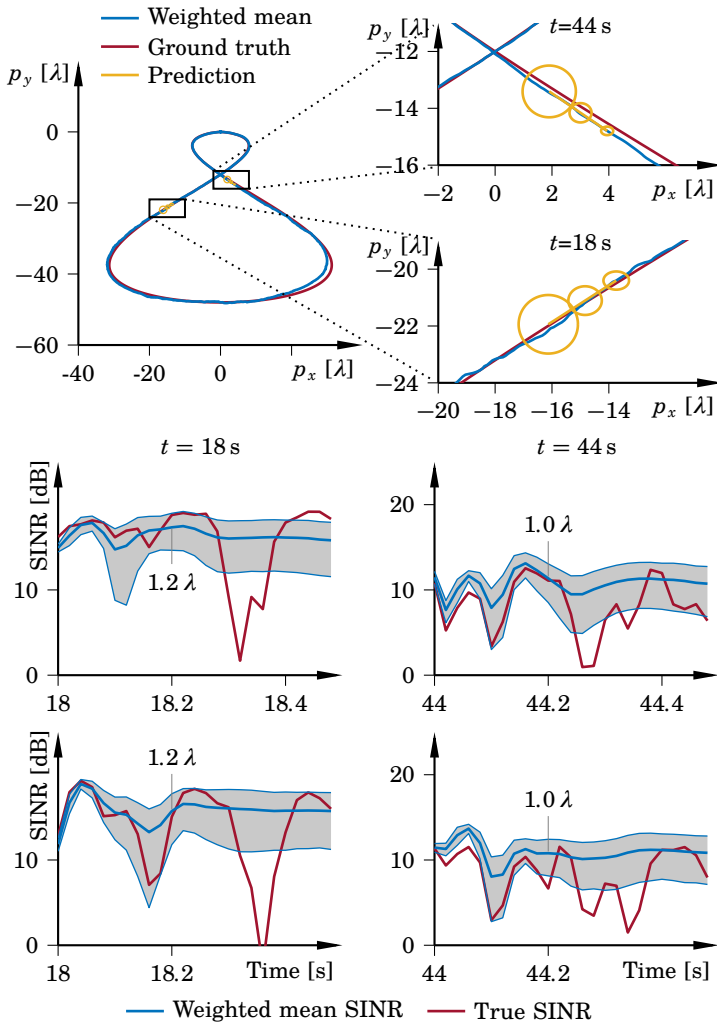 Weighted mean
Ground truth
Prediction
p_y [λ]
0
−20
−40
−60
-40
−20
0
p_x [λ]
p_y [λ]
t=44 s
−12
−14
−16
−2
0
2
4
6
p_x [λ]
p_y [λ]
t=18 s
−20
−22
−24
−20
−18
−16
−14
p_x [λ]
t = 18 s
SINR [dB]
10
0
1.2 λ
18
18.2
18.4
t = 44 s
20
10
0
1.0 λ
44
44.2
44.4
SINR [dB]
10
0
1.2 λ
18
18.2
Time [s]
20
10
0
1.0 λ
44
44.2
Time [s]
Weighted mean SINR
True SINR